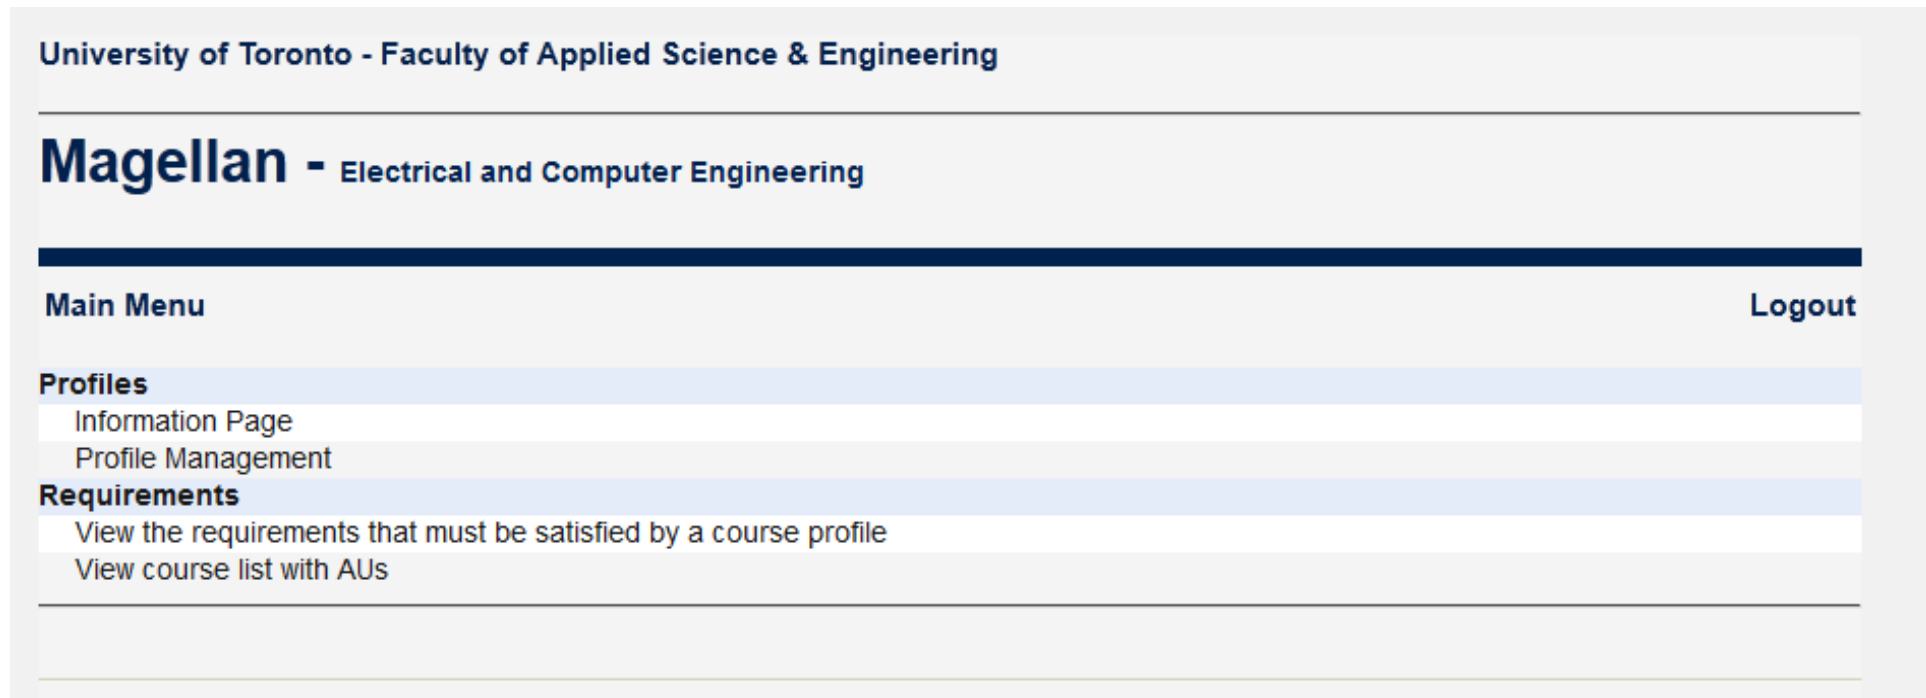 University of Toronto - Faculty of Applied Science & Engineering
Magellan - Electrical and Computer Engineering
Main Menu
Logout
Profiles
Information Page
Profile Management
Requirements
View the requirements that must be satisfied by a course profile
View course list with AUs